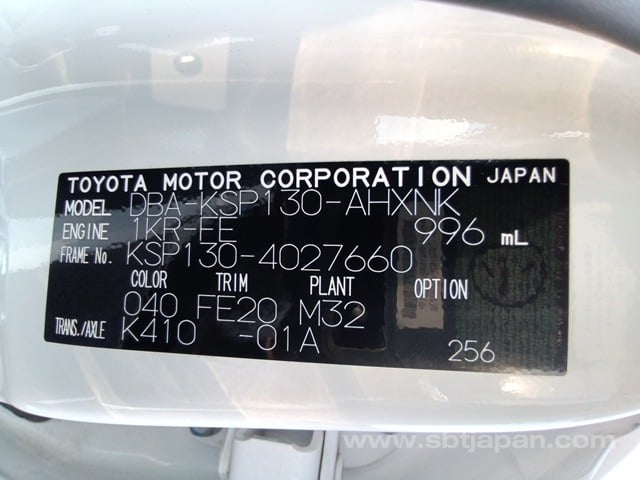 TOYOTA MOTOR CORPORATION JAPAN
MODEL DBA-KSP130-AHXNK
ENGINE 1KR-FE 996 mL
FRAME No. KSP130-4027660
COLOR TRIM PLANT OPTION
040 FE20 M32
TRANS./AXLE K410 -01A
256
www.sbtjapan.com